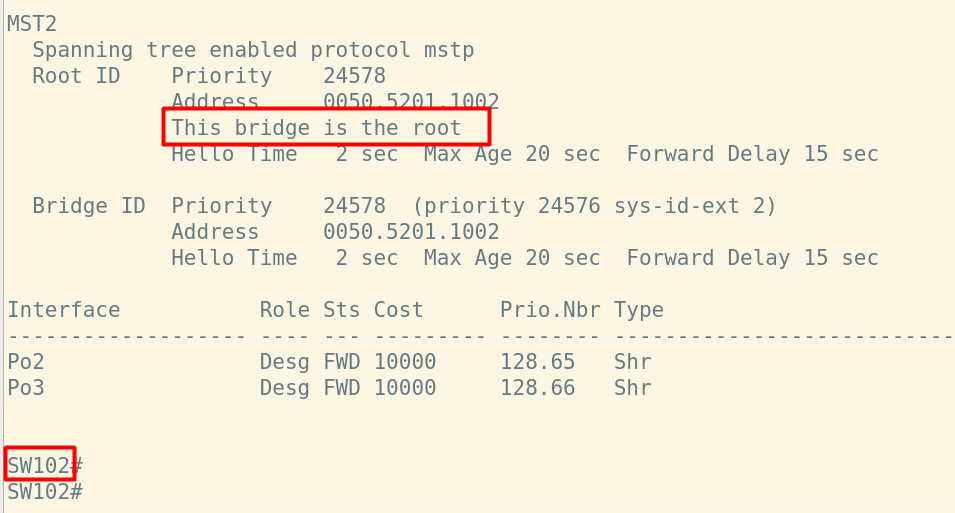 MST2
  Spanning tree enabled protocol mstp
  Root ID    Priority    24578
             Address     0050.5201.1002
             This bridge is the root
             Hello Time   2 sec  Max Age 20 sec  Forward Delay 15 sec
  Bridge ID  Priority    24578  (priority 24576 sys-id-ext 2)
             Address     0050.5201.1002
             Hello Time   2 sec  Max Age 20 sec  Forward Delay 15 sec
Interface           Role Sts Cost      Prio.Nbr Type
------------------- ---- --- --------- -------- ---------------------------
Po2                 Desg FWD 10000     128.65   Shr
Po3                 Desg FWD 10000     128.66   Shr
SW102#
SW102#